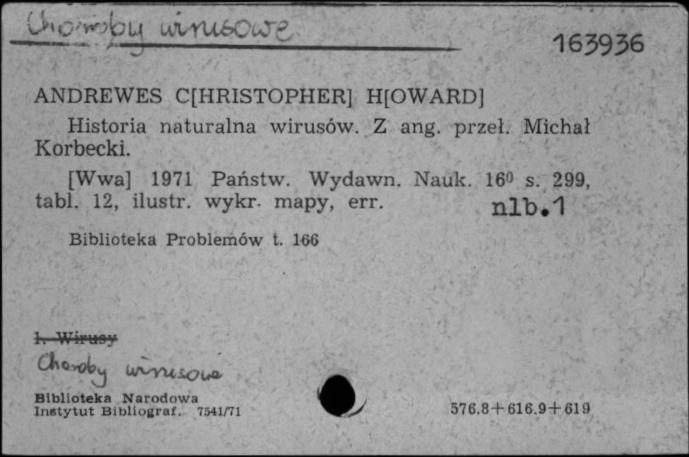 Choroby wirusowe
163936
ANDREWES C[HRISTOPHER] H[OWARD]
Historia naturalna wirusów. Z ang. przeł. Michał
Korbecki.
[Wwa] 1971 Państw. Wydawn. Nauk. 16⁰ s. 299,
tabl. 12, ilustr. wykr. mapy, err. nlb.1
Biblioteka Problemów t. 166
1. Wirusy
Choroby wirusowe
Biblioteka Narodowa
Instytut Bibliograf. 7541/71
576.8+616.9+619